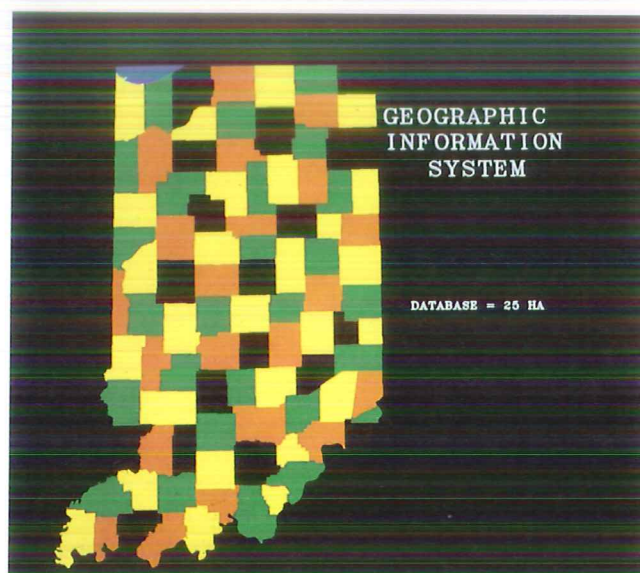 GEOGRAPHIC
INFORMATION
SYSTEM
DATABASE = 25 HA